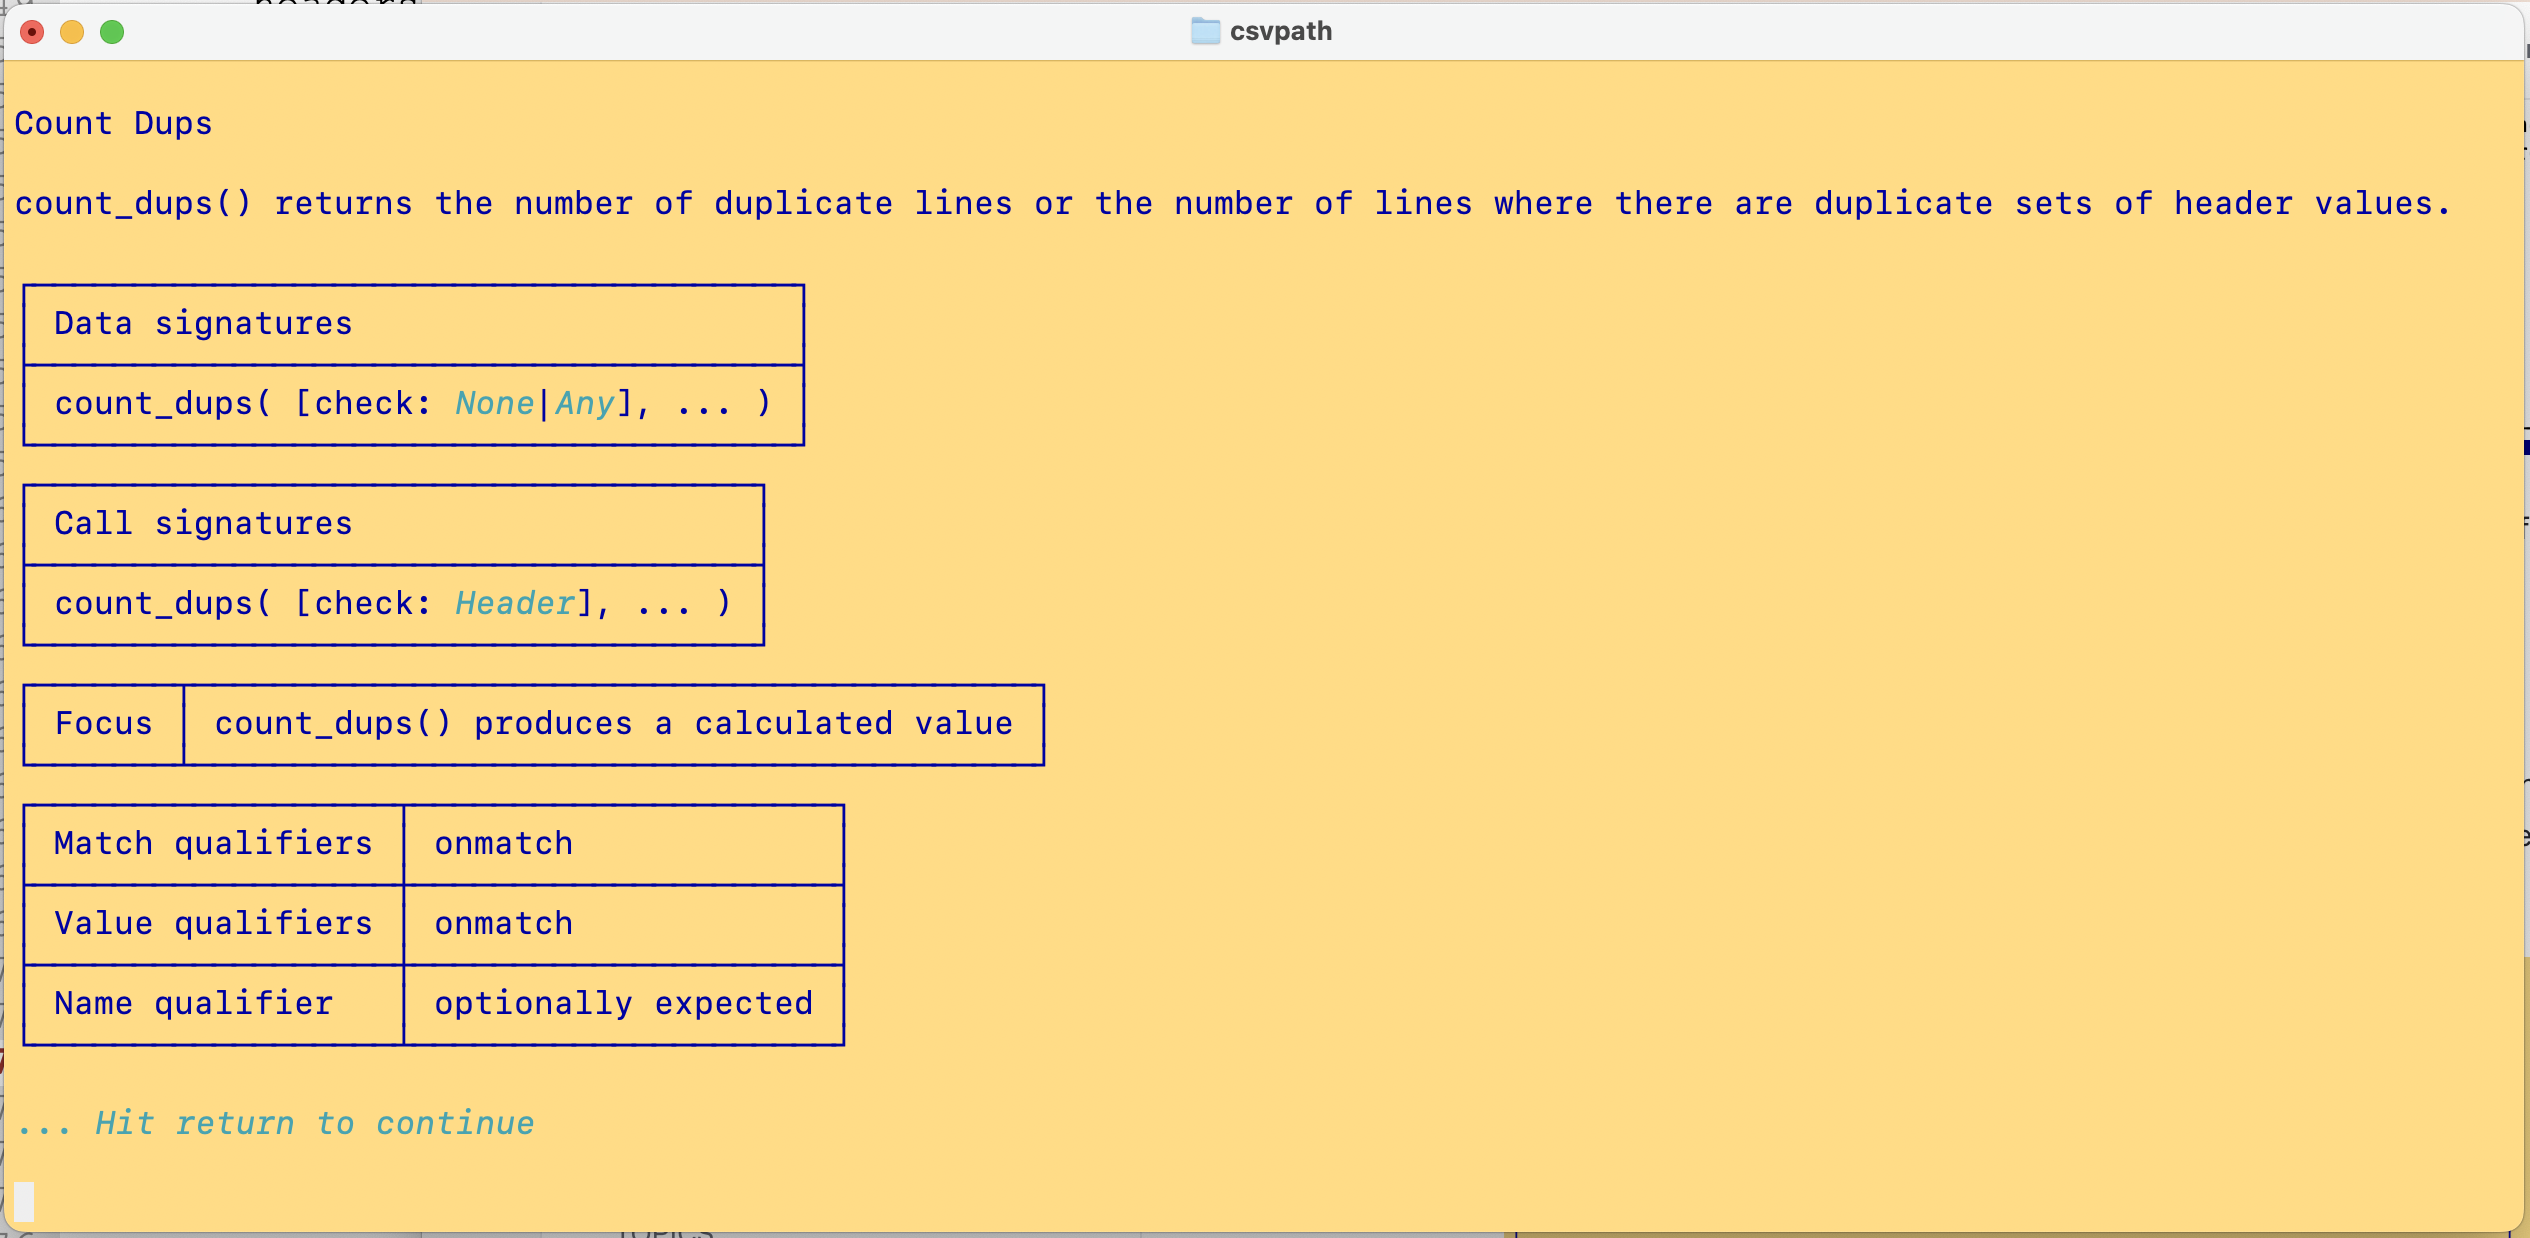 headers
csvpath
Count Dups
count_dups() returns the number of duplicate lines or the number of lines where there are duplicate sets of header values.
Data signatures
count_dups( [check: None|Any], ... )
Call signatures
count_dups( [check: Header], ... )
Focus count_dups() produces a calculated value
Match qualifiers onmatch
Value qualifiers onmatch
Name qualifier optionally expected
... Hit return to continue
TOPICS